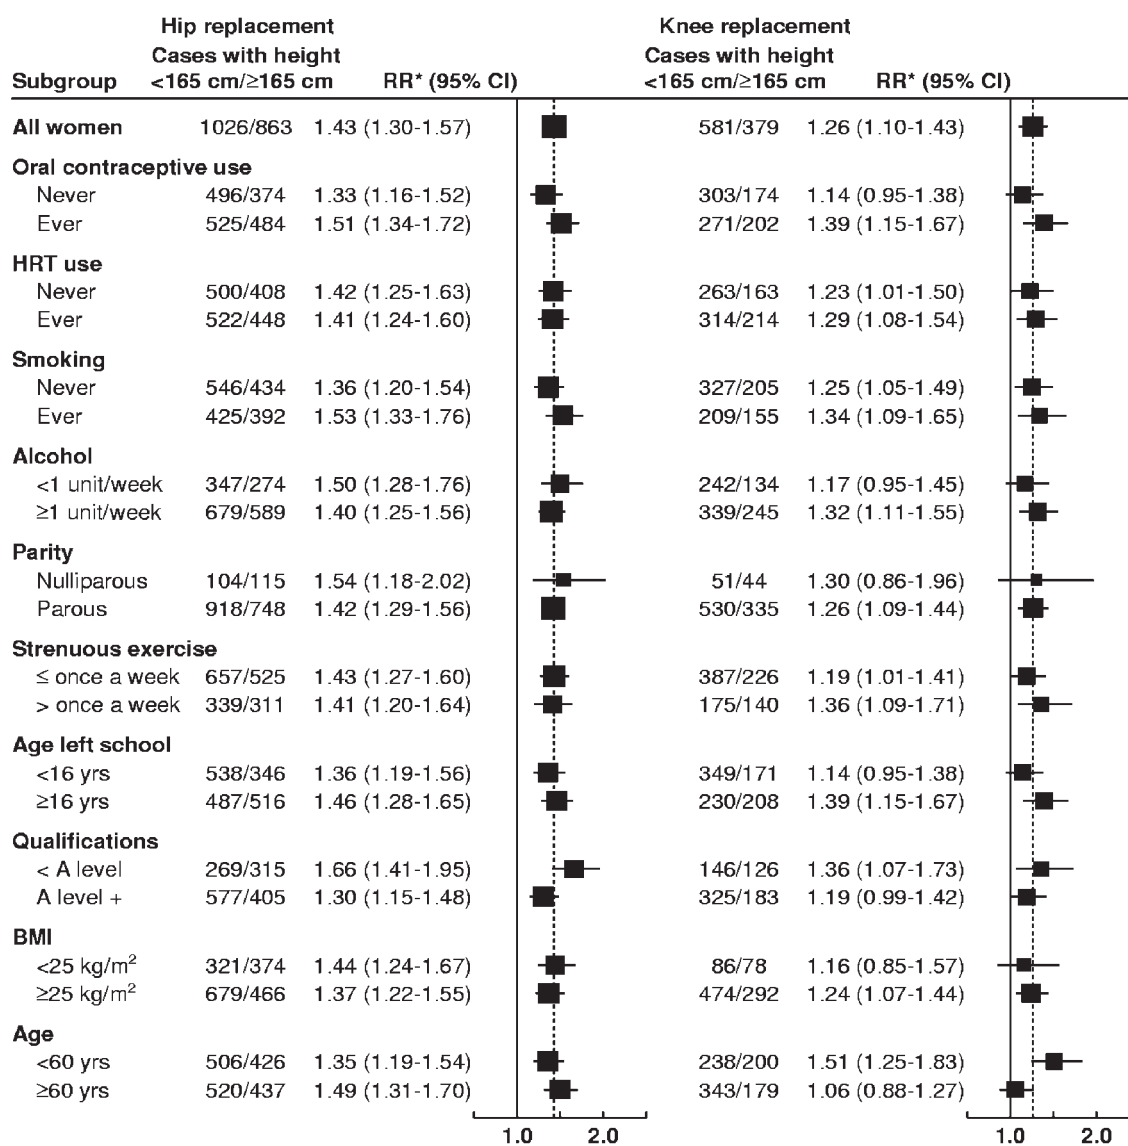 Hip replacement Knee replacement
Cases with height Cases with height
Subgroup <165 cm/≥165 cm RR* (95% CI) <165 cm/≥165 cm RR* (95% CI)
All women 1026/863 1.43 (1.30-1.57) 581/379 1.26 (1.10-1.43)
Oral contraceptive use
Never 496/374 1.33 (1.16-1.52) 303/174 1.14 (0.95-1.38)
Ever 525/484 1.51 (1.34-1.72) 271/202 1.39 (1.15-1.67)
HRT use
Never 500/408 1.42 (1.25-1.63) 263/163 1.23 (1.01-1.50)
Ever 522/448 1.41 (1.24-1.60) 314/214 1.29 (1.08-1.54)
Smoking
Never 546/434 1.36 (1.20-1.54) 327/205 1.25 (1.05-1.49)
Ever 425/392 1.53 (1.33-1.76) 209/155 1.34 (1.09-1.65)
Alcohol
<1 unit/week 347/274 1.50 (1.28-1.76) 242/134 1.17 (0.95-1.45)
≥1 unit/week 679/589 1.40 (1.25-1.56) 339/245 1.32 (1.11-1.55)
Parity
Nulliparous 104/115 1.54 (1.18-2.02) 51/44 1.30 (0.86-1.96)
Parous 918/748 1.42 (1.29-1.56) 530/335 1.26 (1.09-1.44)
Strenuous exercise
≤ once a week 657/525 1.43 (1.27-1.60) 387/226 1.19 (1.01-1.41)
> once a week 339/311 1.41 (1.20-1.64) 175/140 1.36 (1.09-1.71)
Age left school
<16 yrs 538/346 1.36 (1.19-1.56) 349/171 1.14 (0.95-1.38)
≥16 yrs 487/516 1.46 (1.28-1.65) 230/208 1.39 (1.15-1.67)
Qualifications
< A level 269/315 1.66 (1.41-1.95) 146/126 1.36 (1.07-1.73)
A level + 577/405 1.30 (1.15-1.48) 325/183 1.19 (0.99-1.42)
BMI
<25 kg/m² 321/374 1.44 (1.24-1.67) 86/78 1.16 (0.85-1.57)
≥25 kg/m² 679/466 1.37 (1.22-1.55) 474/292 1.24 (1.07-1.44)
Age
<60 yrs 506/426 1.35 (1.19-1.54) 238/200 1.51 (1.25-1.83)
≥60 yrs 520/437 1.49 (1.31-1.70) 343/179 1.06 (0.88-1.27)
1.0 2.0 1.0 2.0